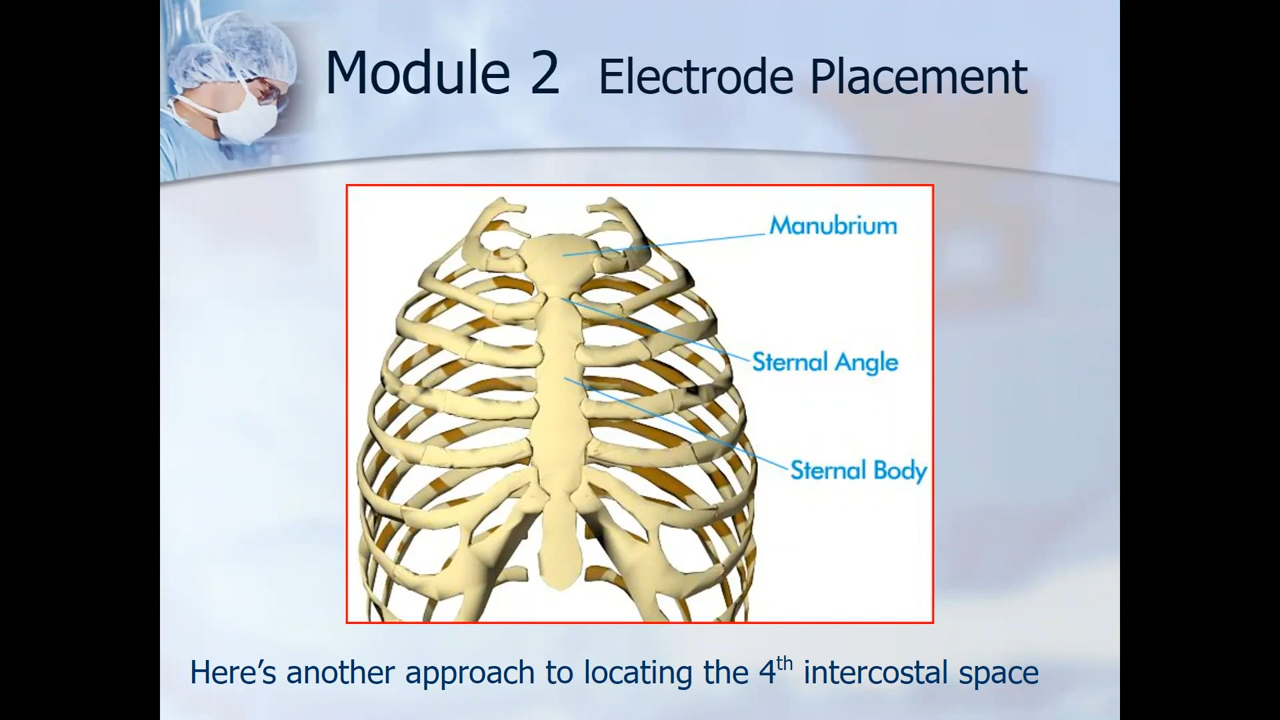 Module 2 Electrode Placement
Manubrium
Sternal Angle
Sternal Body
Here’s another approach to locating the 4th intercostal space